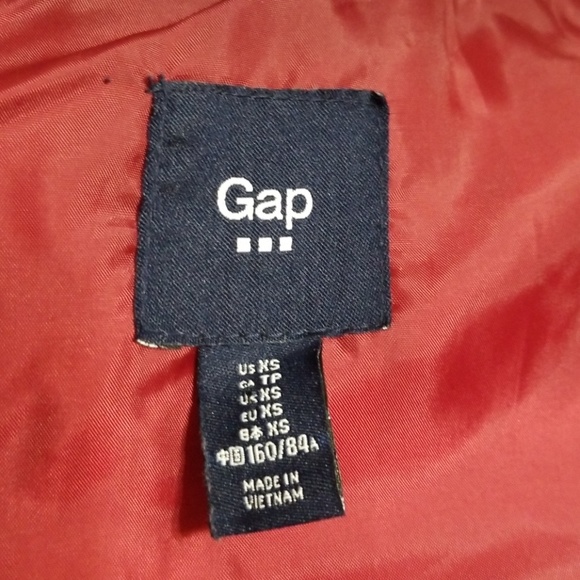 Gap
US XS
CA TP
UK XS
EU XS
日本 XS
中国 160/84A
MADE IN
VIETNAM